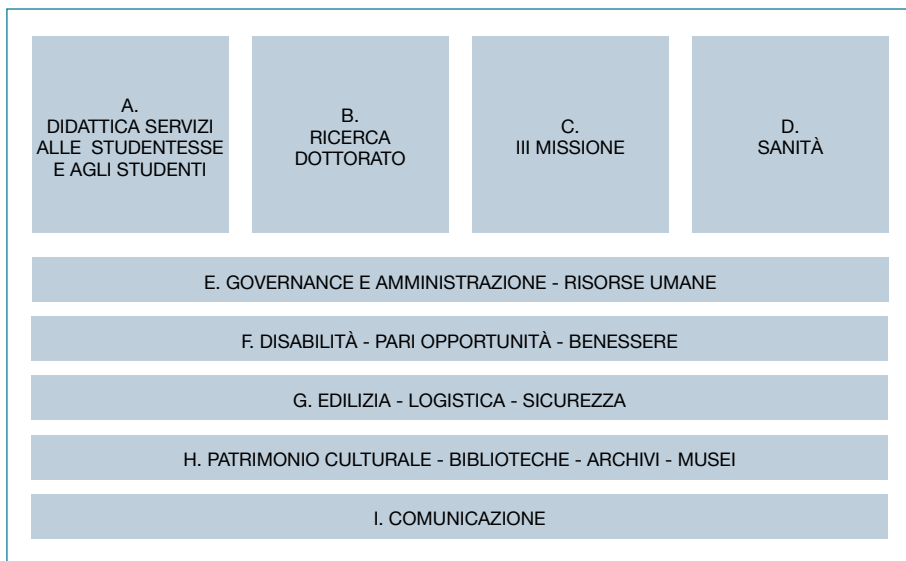 A.
DIDATTICA SERVIZI
ALLE STUDENTESSE
E AGLI STUDENTI
B.
RICERCA
DOTTORATO
C.
III MISSIONE
D.
SANITÀ
E. GOVERNANCE E AMMINISTRAZIONE - RISORSE UMANE
F. DISABILITÀ - PARI OPPORTUNITÀ - BENESSERE
G. EDILIZIA - LOGISTICA - SICUREZZA
H. PATRIMONIO CULTURALE - BIBLIOTECHE - ARCHIVI - MUSEI
I. COMUNICAZIONE